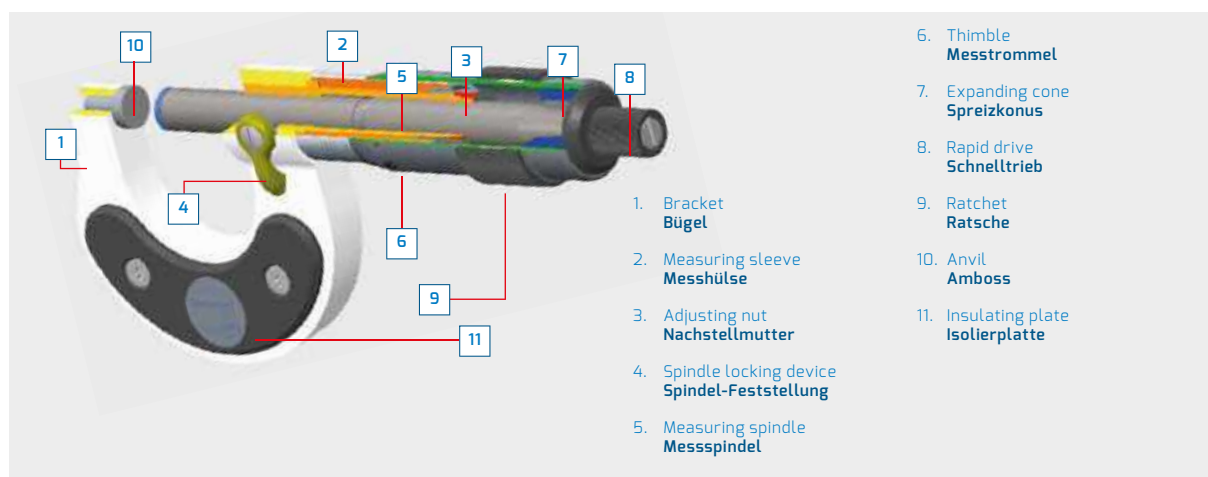 10
2
5
3
7
8
1
4
6
9
11
1. Bracket
Bügel
2. Measuring sleeve
Messhülse
3. Adjusting nut
Nachstellmutter
4. Spindle locking device
Spindel-Feststellung
5. Measuring spindle
Messspindel
6. Thimble
Messtrommel
7. Expanding cone
Spreizkonus
8. Rapid drive
Schnelltrieb
9. Ratchet
Ratsche
10. Anvil
Amboss
11. Insulating plate
Isolierplatte